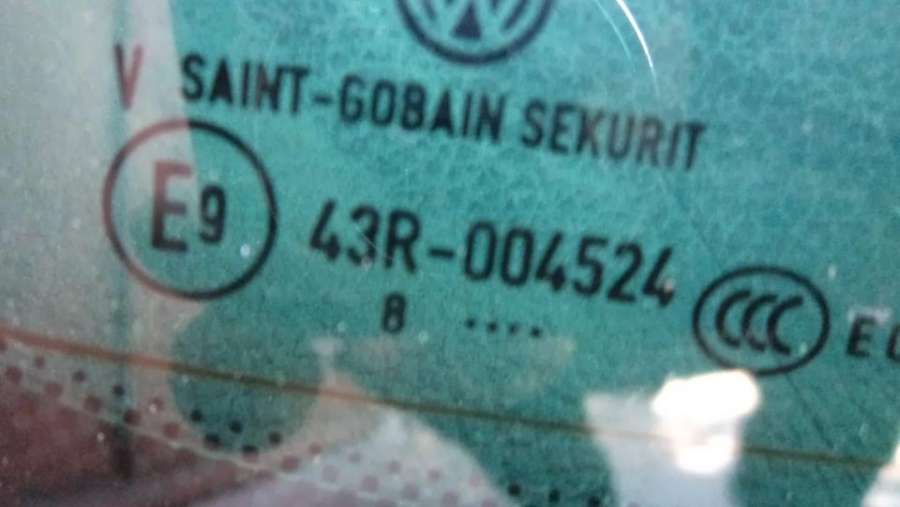 V SAINT-GOBAIN SEKURIT
E9 43R-004524
8 ....
CCC E